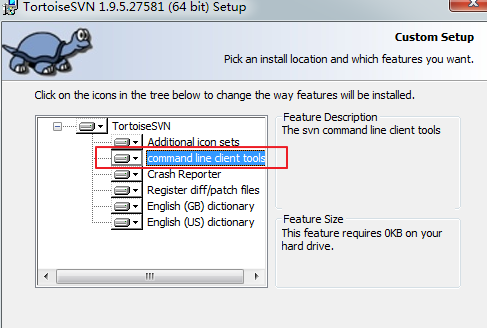 TortoiseSVN 1.9.5.27581 (64 bit) Setup
Custom Setup
Pick an install location and which features you want.
Click on the icons in the tree below to change the way features will be installed.
TortoiseSVN
Additional icon sets
command line client tools
Crash Reporter
Register diff/patch files
English (GB) dictionary
English (US) dictionary
Feature Description
The svn command line client tools
Feature Size
This feature requires 0KB on your
hard drive.